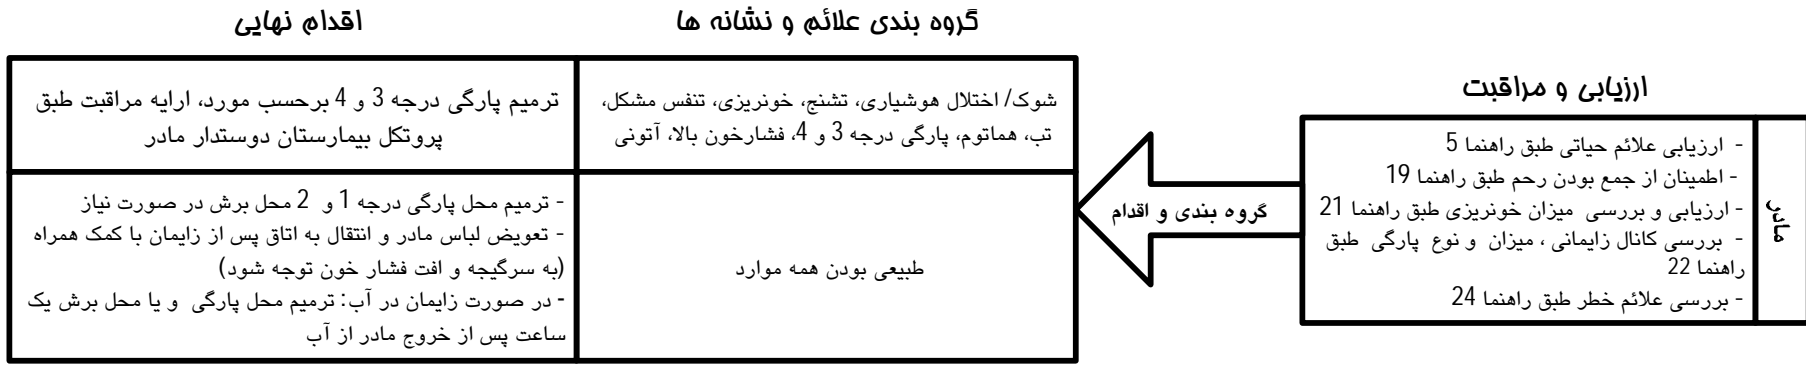 ارزیابی و مراقبت
مادر
- ارزیابی علائم حیاتی طبق راهنما 5
- اطمینان از جمع بودن رحم طبق راهنما 19
- ارزیابی و بررسی میزان خونریزی طبق راهنما 21
- بررسی کانال زایمانی ، میزان و نوع پارگی طبق
راهنما 22
- بررسی علائم خطر طبق راهنما 24
گروه بندی و اقدام
گروه بندی علائم و نشانه ها
اقدام نهایی
شوک/ اختلال هوشیاری، تشنج، خونریزی، تنفس مشکل،
تب، هماتوم، پارگی درجه 3 و 4، فشارخون بالا، آتونی
ترمیم پارگی درجه 3 و 4 برحسب مورد، ارایه مراقبت طبق
پروتکل بیمارستان دوستدار مادر
طبیعی بودن همه موارد
- ترمیم محل پارگی درجه 1 و 2 محل برش در صورت نیاز
- تعویض لباس مادر و انتقال به اتاق پس از زایمان با کمک همراه
(به سرگیجه و افت فشار خون توجه شود)
- در صورت زایمان در آب: ترمیم محل پارگی و یا محل برش یک
ساعت پس از خروج مادر از آب